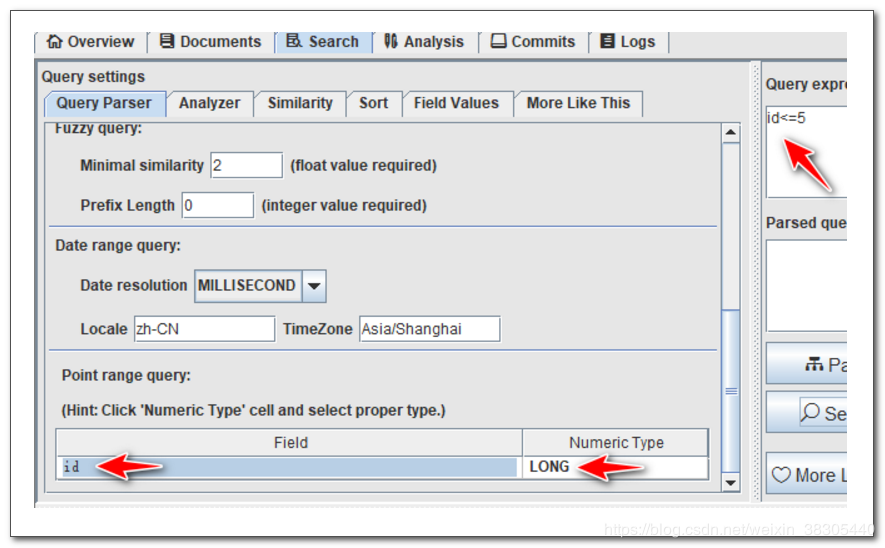 Overview Documents Search Analysis Commits Logs
Query settings
Query Parser Analyzer Similarity Sort Field Values More Like This
Fuzzy query:
Minimal similarity 2 (float value required)
Prefix Length 0 (integer value required)
Date range query:
Date resolution MILLISECOND
Locale zh-CN TimeZone Asia/Shanghai
Point range query:
(Hint: Click 'Numeric Type' cell and select proper type.)
Field Numeric Type
id LONG
Query expre
id<=5
Parsed que
Pa
Se
More L
https://blog.csdn.net/weixin_38305440